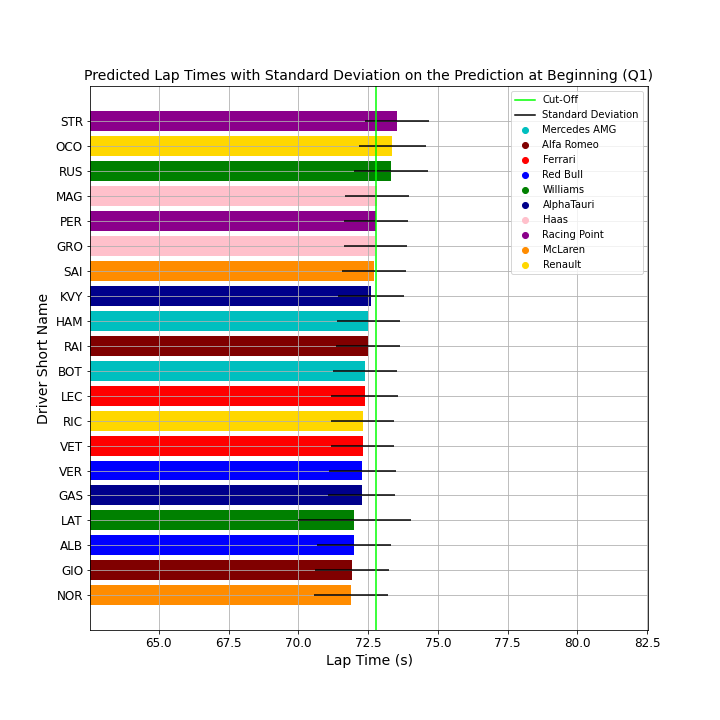 Predicted Lap Times with Standard Deviation on the Prediction at Beginning (Q1)
Cut-Off
Standard Deviation
Mercedes AMG
Alfa Romeo
Ferrari
Red Bull
Williams
AlphaTauri
Haas
Racing Point
McLaren
Renault
Driver Short Name
STR
OCO
RUS
MAG
PER
GRO
SAI
KVY
HAM
RAI
BOT
LEC
RIC
VET
VER
GAS
LAT
ALB
GIO
NOR
65.0 67.5 70.0 72.5 75.0 77.5 80.0 82.5
Lap Time (s)